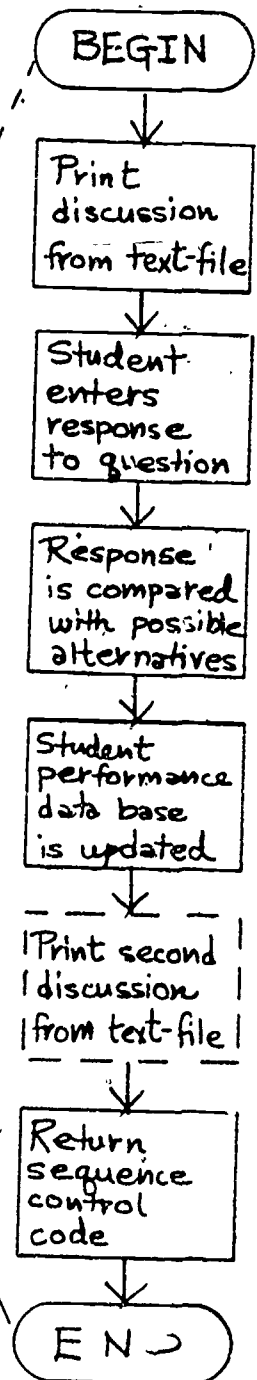 BEGIN
Print
discussion
from text-file
Student
enters
response
to question
Response
is compared
with possible
alternatives
Student
performance
data base
is updated
Print second
discussion
from text-file
Return
sequence
control
code
END